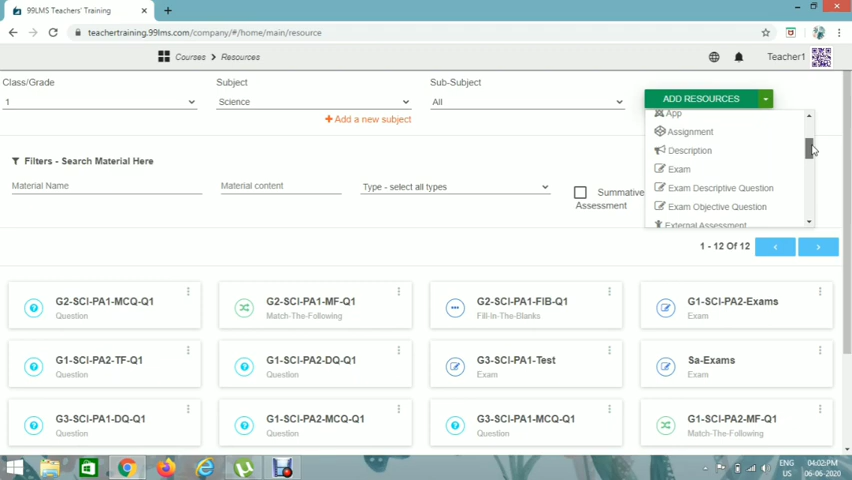 99LMS Teachers' Training
teachertraining.99lms.com/company/#/home/main/resource
Courses > Resources
Teacher1
Class/Grade
Subject
Sub-Subject
1
Science
All
ADD RESOURCES
+ Add a new subject
App
Assignment
Description
Exam
Exam Descriptive Question
Exam Objective Question
External Assessment
Filters - Search Material Here
Material Name
Material content
Type - select all types
Summative
Assessment
1 - 12 Of 12
G2-SCI-PA1-MCQ-Q1
Question
G2-SCI-PA1-MF-Q1
Match-The-Following
G2-SCI-PA1-FIB-Q1
Fill-In-The-Blanks
G1-SCI-PA2-Exams
Exam
G1-SCI-PA2-TF-Q1
Question
G1-SCI-PA2-DQ-Q1
Question
G3-SCI-PA1-Test
Exam
Sa-Exams
Exam
G3-SCI-PA1-DQ-Q1
Question
G1-SCI-PA2-MCQ-Q1
Question
G3-SCI-PA1-MCQ-Q1
Question
G1-SCI-PA2-MF-Q1
Match-The-Following
ENG
US
04:02 PM
06-06-2020